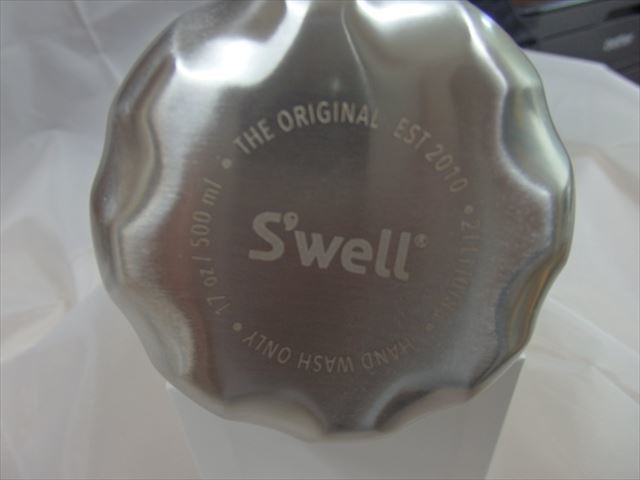 THE ORIGINAL EST 2010
• HAND WASH ONLY • 17 oz / 500 ml •
S'well®